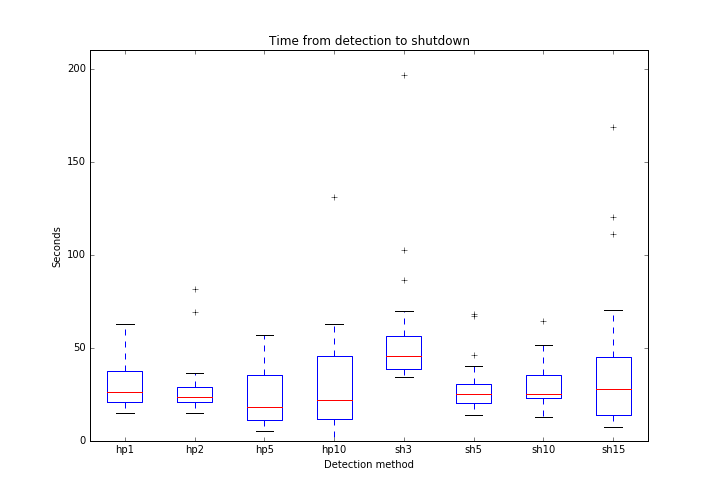 Time from detection to shutdown
200
150
100
50
0
Seconds
hp1 hp2 hp5 hp10 sh3 sh5 sh10 sh15
Detection method